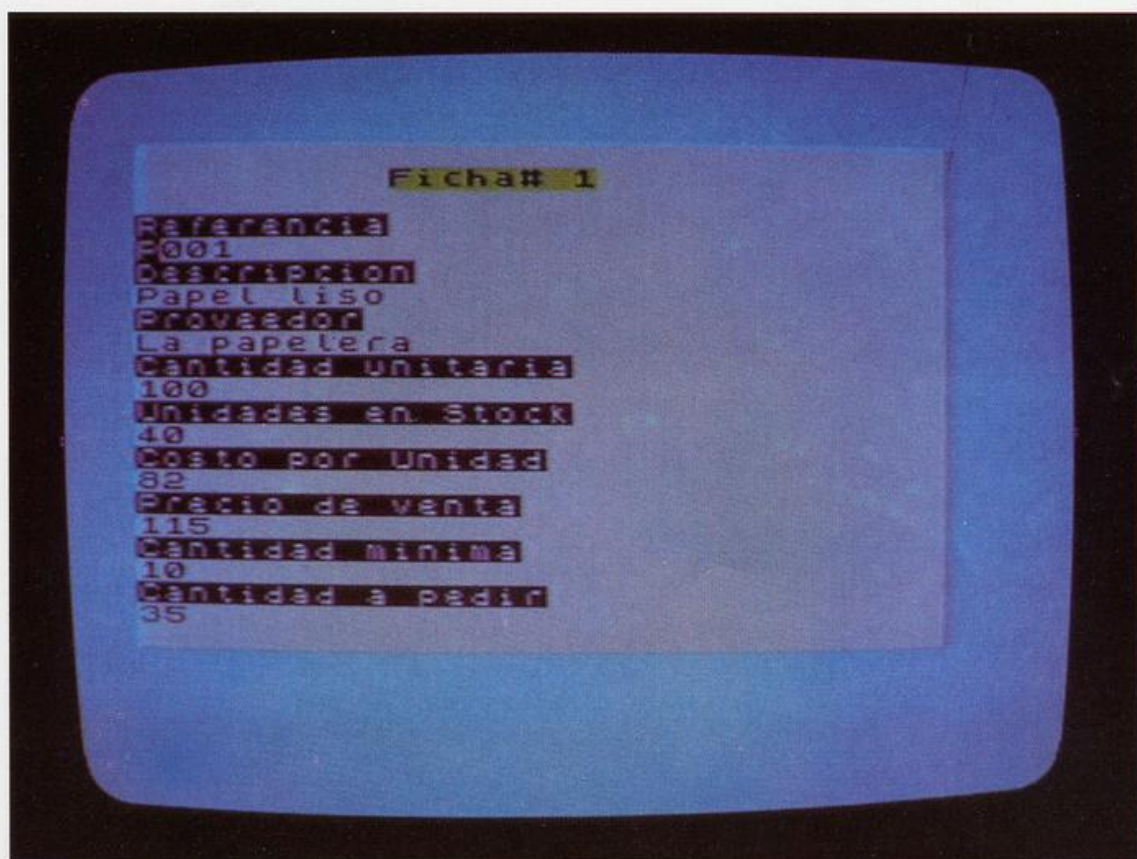 Ficha# 1
Referencia
P001
Descripcion
Papel liso
Proveedor
La papelera
Cantidad unitaria
100
Unidades en Stock
40
Costo por Unidad
82
Precio de venta
115
Cantidad minima
10
Cantidad a pedir
35